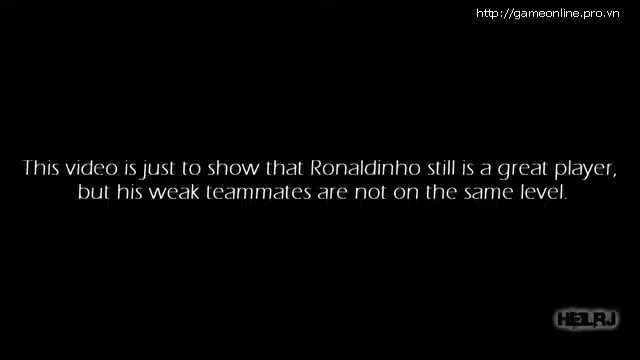 http://gameonline.pro.vn
This video is just to show that Ronaldinho still is a great player,
but his weak teammates are not on the same level.
HEILRJ